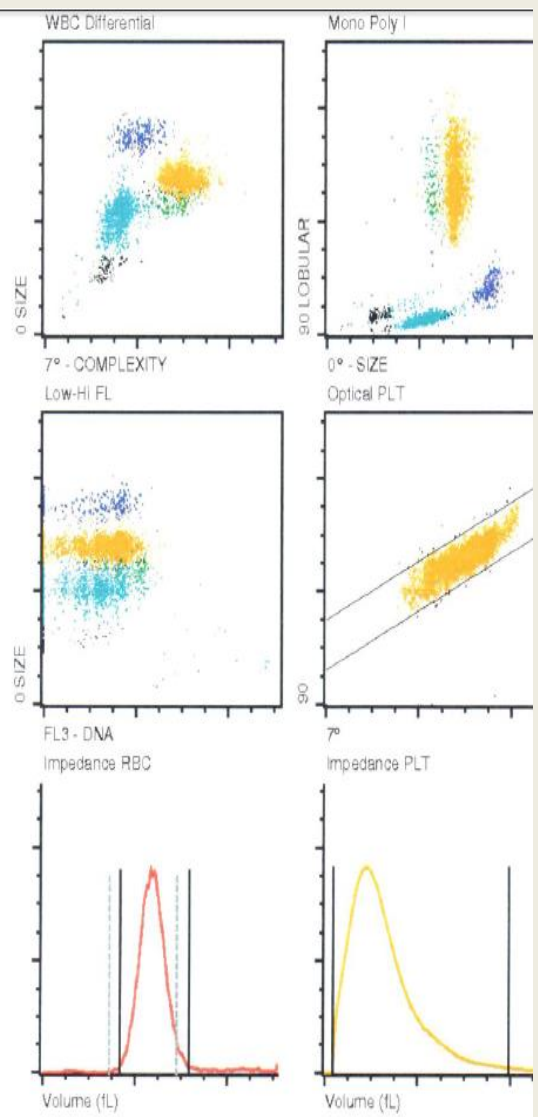 WBC Differential
Mono Poly I
0 SIZE
90 LOBULAR
7° - COMPLEXITY
0° - SIZE
Low-Hi FL
Optical PLT
0 SIZE
90
FL3 - DNA
7°
Impedance RBC
Impedance PLT
Volume (fL)
Volume (fL)